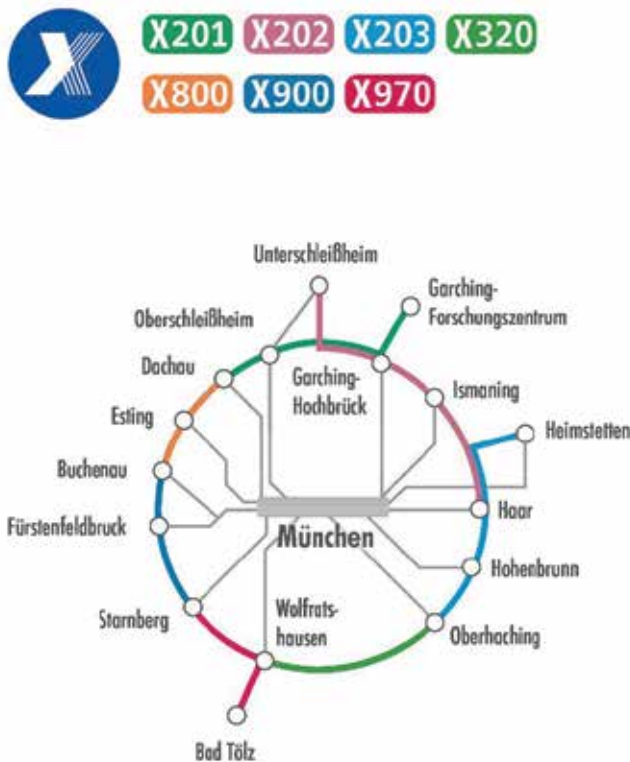 X
X201 X202 X203 X320
X800 X900 X970
Unterschleißheim
Garching-
Forschungszentrum
Oberschleißheim
Dachau
Garching-
Hochbrück
Ismaning
Esting
Heimstetten
Buchenau
Haar
Fürstenfeldbruck
München
Hohenbrunn
Starnberg
Wolfrats-
hausen
Oberhaching
Bad Tölz